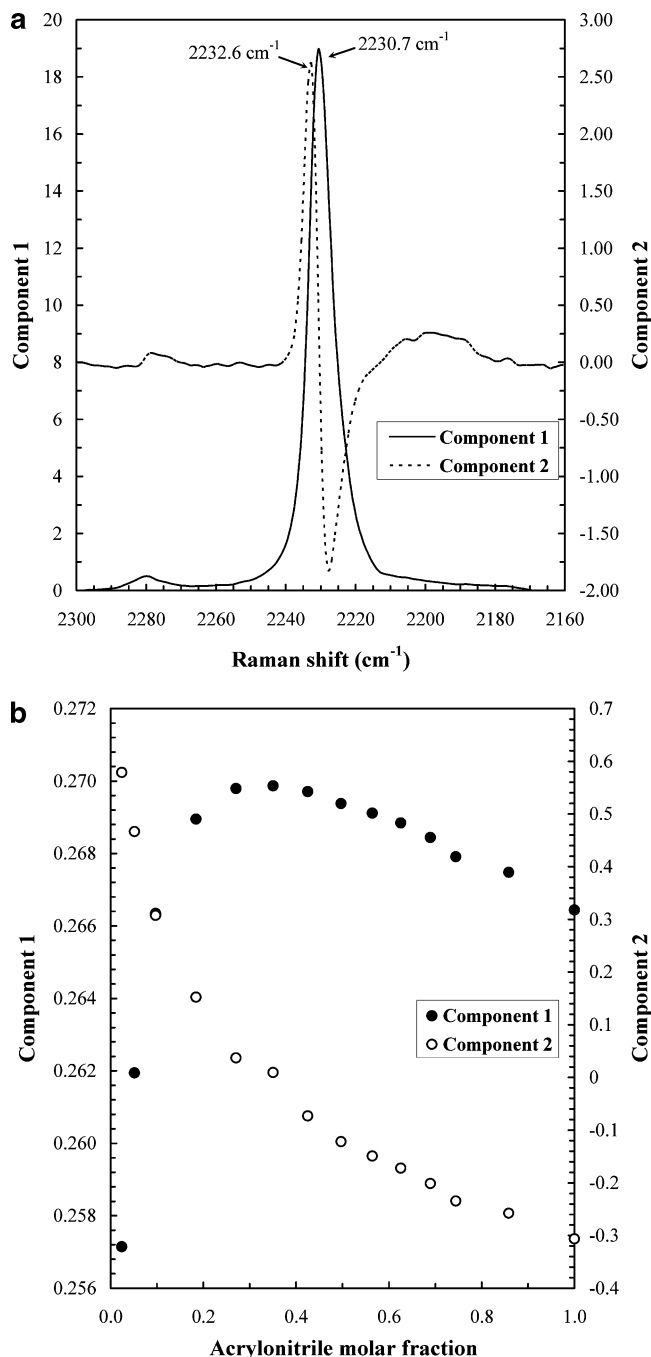 a
20 3.00
2232.6 cm-1 2230.7 cm-1
18 2.50
16 2.00
14 1.50
12 1.00
10 0.50
8 0.00
6 -0.50
4 -1.00
2 -1.50
0 -2.00
Component 1
Component 2
Component 1
Component 2
2300 2280 2260 2240 2220 2200 2180 2160
Raman shift (cm-1)
b
0.272
0.270
0.268
0.266
0.264
0.262
0.260
0.258
0.256
Component 1
0.7
0.6
0.5
0.4
0.3
0.2
0.1
0
-0.1
-0.2
-0.3
-0.4
Component 2
Component 1
Component 2
0.0 0.2 0.4 0.6 0.8 1.0
Acrylonitrile molar fraction